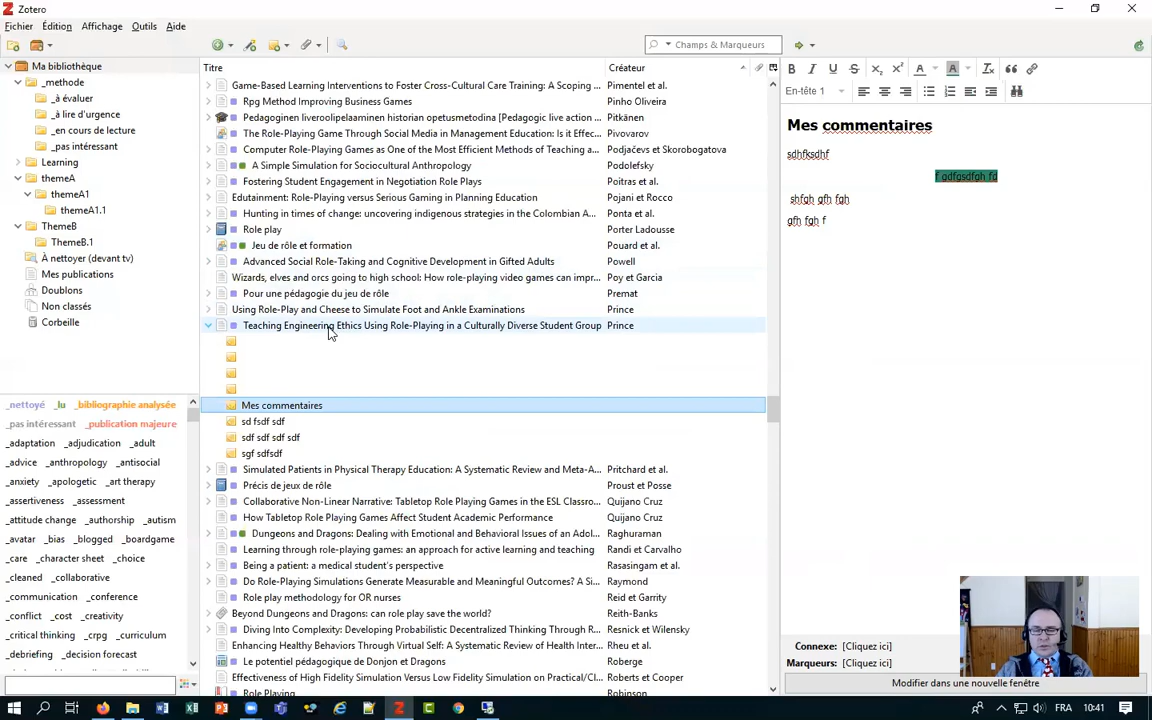 Zotero
Fichier Édition Affichage Outils Aide
Champs & Marqueurs
Ma bibliothèque
_methode
_à évaluer
_à lire d'urgence
_en cours de lecture
_pas intéressant
Learning
themeA
themeA1
themeA1.1
ThemeB
ThemeB.1
À nettoyer (devant tv)
Mes publications
Doublons
Non classés
Corbeille
_nettoyé _lu _bibliographie analysée
_pas intéressant _publication majeure
_adaptation _adjudication _adult
_advice _anthropology _antisocial
_anxiety _apologetic _art therapy
_assertiveness _assessment
_attitude change _authorship _autism
_avatar _bias _blogged _boardgame
_care _character sheet _choice
_cleaned _collaborative
_communication _conference
_conflict _cost _creativity
_critical thinking _crpg _curriculum
_debriefing _decision forecast
Titre Créateur
Game-Based Learning Interventions to Foster Cross-Cultural Care Training: A Scoping ... Pimentel et al.
Rpg Method Improving Business Games Pinho Oliveira
Pedagoginen liveroolipelaaminen historian opetusmetodina [Pedagogic live action ... Pitkänen
The Role-Playing Game Through Social Media in Management Education: Is it Effec... Pivovarov
Computer Role-Playing Games as One of the Most Efficient Methods of Teaching a... Podjačevs et Skorobogatova
A Simple Simulation for Sociocultural Anthropology Podolefsky
Fostering Student Engagement in Negotiation Role Plays Poitras et al.
Edutainment: Role-Playing versus Serious Gaming in Planning Education Pojani et Rocco
Hunting in times of change: uncovering indigenous strategies in the Colombian A... Ponta et al.
Role play Porter Ladousse
Jeu de rôle et formation Pouard et al.
Advanced Social Role-Taking and Cognitive Development in Gifted Adults Powell
Wizards, elves and orcs going to high school: How role-playing video games can impr... Poy et Garcia
Pour une pédagogie du jeu de rôle Premat
Using Role-Play and Cheese to Simulate Foot and Ankle Examinations Prince
Teaching Engineering Ethics Using Role-Playing in a Culturally Diverse Student Group Prince
Mes commentaires
sd fsdf sdf
sdf sdf sdf sdf
sgf sdfsdf
Simulated Patients in Physical Therapy Education: A Systematic Review and Meta-A... Pritchard et al.
Précis de jeux de rôle Proust et Posse
Collaborative Non-Linear Narrative: Tabletop Role Playing Games in the ESL Classro... Quijano Cruz
How Tabletop Role Playing Games Affect Student Academic Performance Quijano Cruz
Dungeons and Dragons: Dealing with Emotional and Behavioral Issues of an Adol... Raghuraman
Learning through role-playing games: an approach for active learning and teaching Randi et Carvalho
Being a patient: a medical student's perspective Rasasingam et al.
Do Role-Playing Simulations Generate Measurable and Meaningful Outcomes? A Si... Raymond
Role play methodology for OR nurses Reid et Garrity
Beyond Dungeons and Dragons: can role play save the world? Reith-Banks
Diving Into Complexity: Developing Probabilistic Decentralized Thinking Through R... Resnick et Wilensky
Enhancing Healthy Behaviors Through Virtual Self: A Systematic Review of Health Inter... Rheu et al.
Le potentiel pédagogique de Donjon et Dragons Roberge
Effectiveness of High Fidelity Simulation Versus Low Fidelity Simulation on Practical/Cl... Roberts et Cooper
Role Playing Robinson
En-tête 1
Mes commentaires
sdhfksdhf
f gdfgsdfgh fd
shfgh gfh fgh
gfh fgh f
Connexe: [Cliquez ici]
Marqueurs: [Cliquez ici]
Modifier dans une nouvelle fenêtre
FRA 10:41